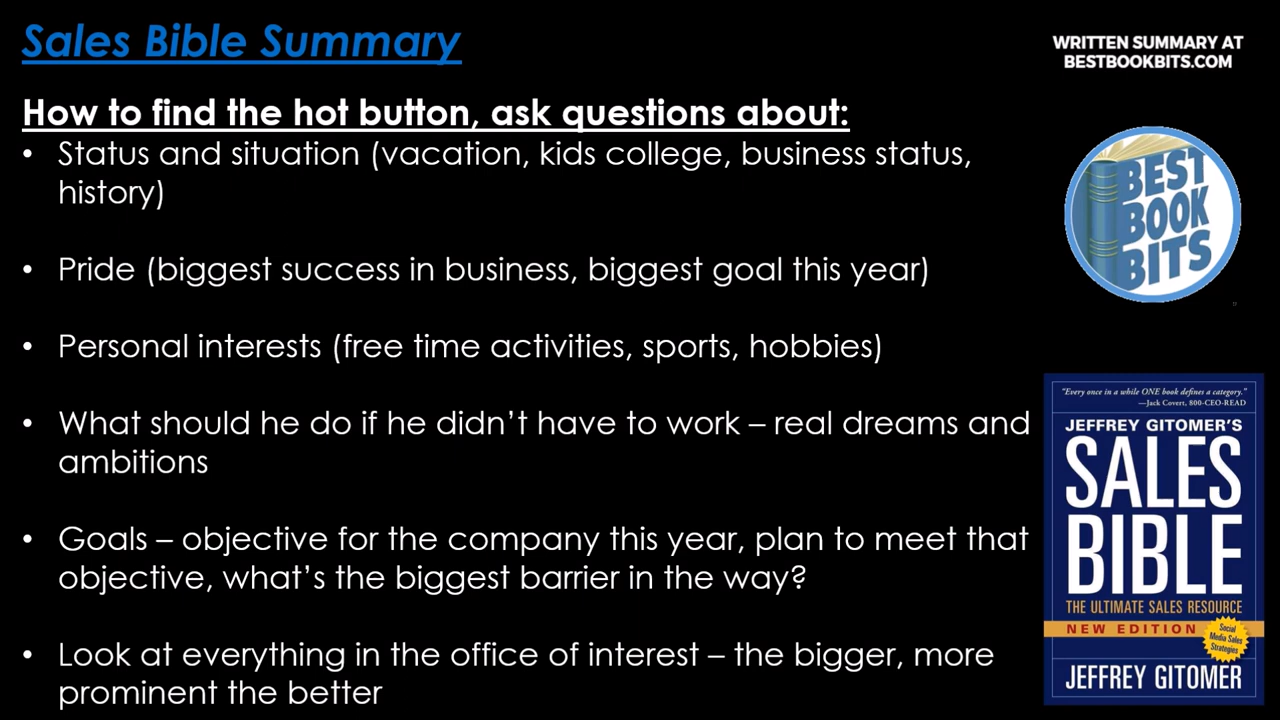 Sales Bible Summary
WRITTEN SUMMARY AT
BESTBOOKBITS.COM
How to find the hot button, ask questions about:
• Status and situation (vacation, kids college, business status,
history)
• Pride (biggest success in business, biggest goal this year)
• Personal interests (free time activities, sports, hobbies)
• What should he do if he didn't have to work – real dreams and
ambitions
• Goals – objective for the company this year, plan to meet that
objective, what's the biggest barrier in the way?
• Look at everything in the office of interest – the bigger, more
prominent the better
BEST
BOOK
BITS
"Every once in a while ONE book defines a category."
—Jack Covert, 800-CEO-READ
JEFFREY GITOMER'S
SALES
BIBLE
THE ULTIMATE SALES RESOURCE
NEW EDITION
Social
Media Sales
Strategies
JEFFREY GITOMER